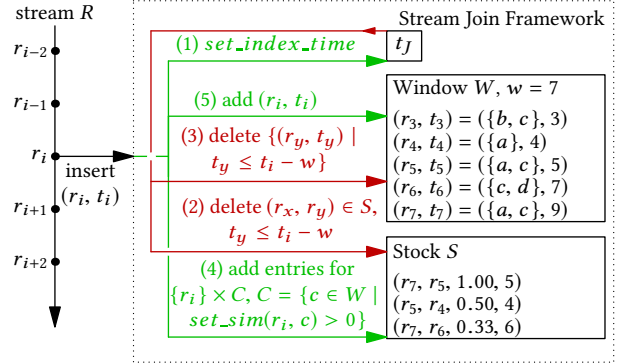 stream R
Stream Join Framework
(1) set_index_time
t_J
r_{i−2}
r_{i−1}
r_i
insert
(r_i, t_i)
r_{i+1}
r_{i+2}
(5) add (r_i, t_i)
(3) delete {(r_y, t_y) |
t_y ≤ t_i − w}
(2) delete (r_x, r_y) ∈ S,
t_y ≤ t_i − w
(4) add entries for
{r_i} × C, C = {c ∈ W |
set_sim(r_i, c) > 0}
Window W, w = 7
(r_3, t_3) = ({b, c}, 3)
(r_4, t_4) = ({a}, 4)
(r_5, t_5) = ({a, c}, 5)
(r_6, t_6) = ({c, d}, 7)
(r_7, t_7) = ({a, c}, 9)
Stock S
(r_7, r_5, 1.00, 5)
(r_7, r_4, 0.50, 4)
(r_7, r_6, 0.33, 6)